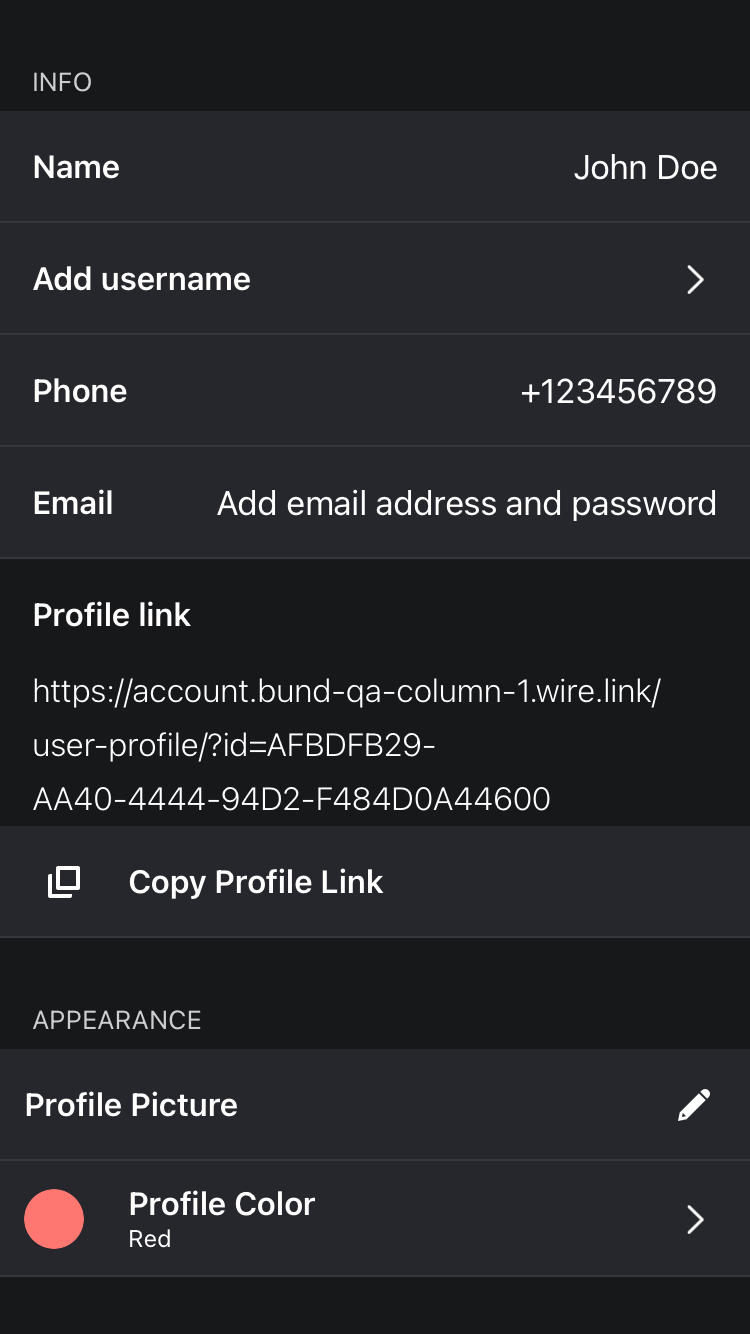 INFO
Name John Doe
Add username
Phone +123456789
Email Add email address and password
Profile link
https://account.bund-qa-column-1.wire.link/
user-profile/?id=AFBDFB29-
AA40-4444-94D2-F484D0A44600
Copy Profile Link
APPEARANCE
Profile Picture
Profile Color
Red